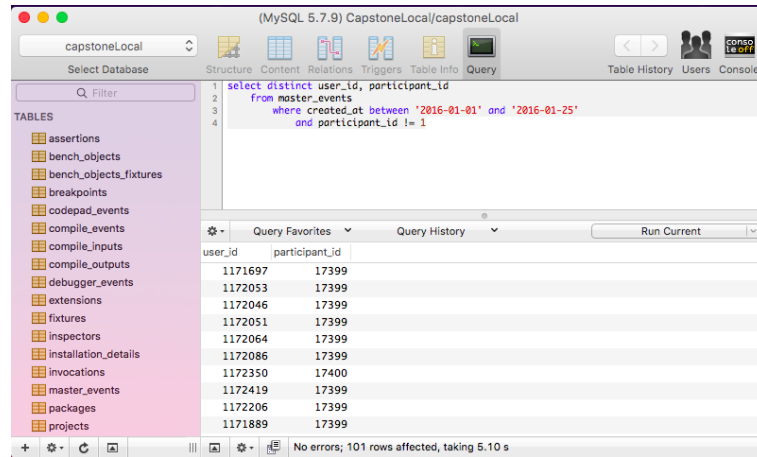 (MySQL 5.7.9) CapstoneLocal/capstoneLocal
capstoneLocal
Select Database
Structure Content Relations Triggers Table Info Query
Table History Users Console
conso
le off
Filter
TABLES
assertions
bench_objects
bench_objects_fixtures
breakpoints
codepad_events
compile_events
compile_inputs
compile_outputs
debugger_events
extensions
fixtures
inspectors
installation_details
invocations
master_events
packages
projects
1 select distinct user_id, participant_id
2 from master_events
3 where created_at between '2016-01-01' and '2016-01-25'
4 and participant_id != 1
Query Favorites Query History Run Current
user_id participant_id
1171697 17399
1172053 17399
1172046 17399
1172051 17399
1172064 17399
1172086 17399
1172350 17400
1172419 17399
1172206 17399
1171889 17399
No errors; 101 rows affected, taking 5.10 s